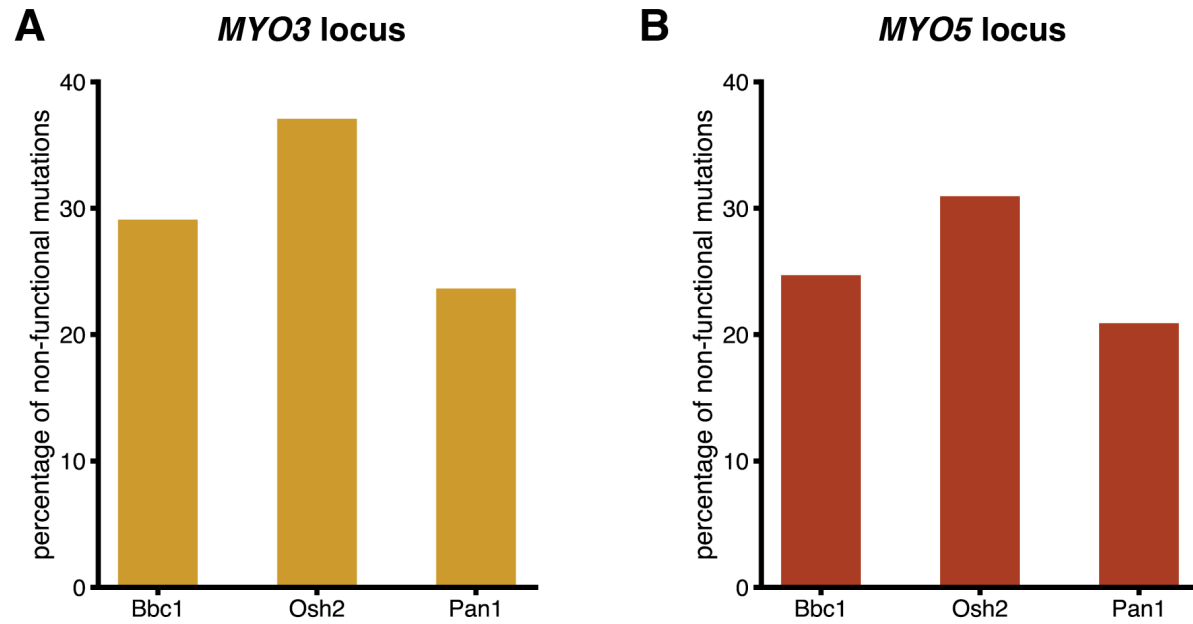 A
MYO3 locus
percentage of non-functional mutations
40
30
20
10
0
Bbc1 Osh2 Pan1
B
MYO5 locus
percentage of non-functional mutations
40
30
20
10
0
Bbc1 Osh2 Pan1